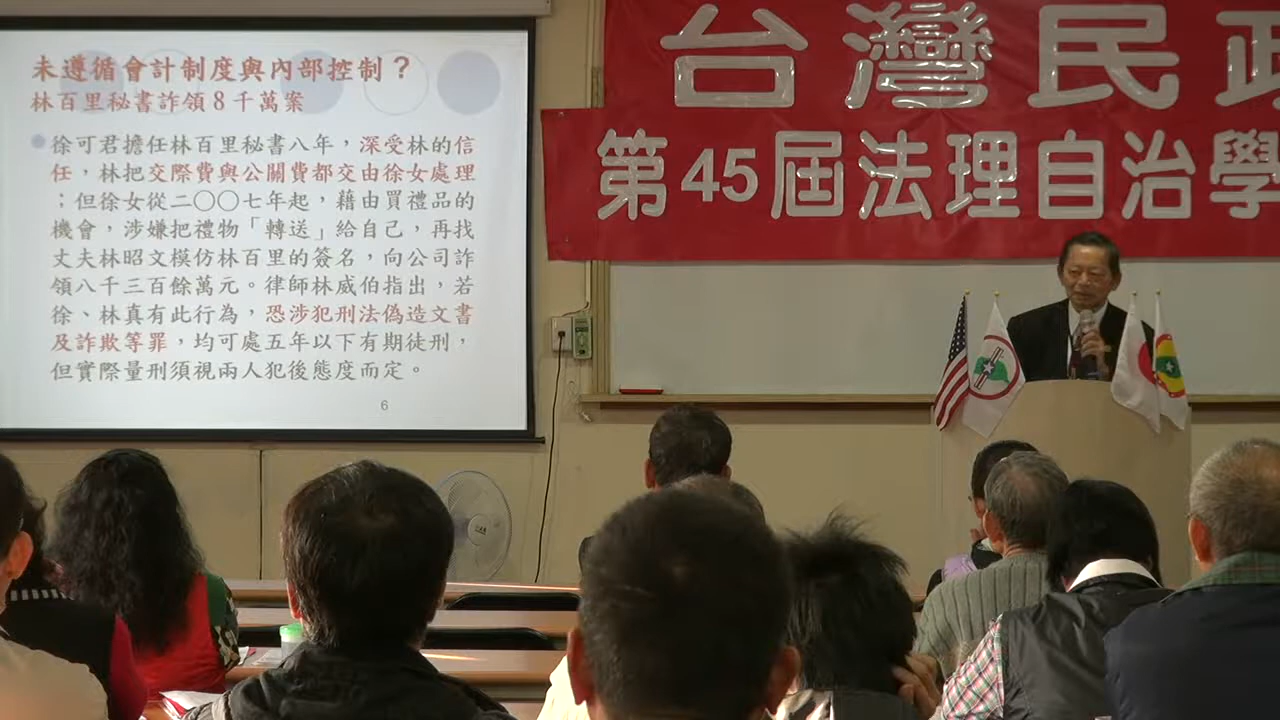 未遵循會計制度與內部控制？
林百里秘書詐領8千萬案
徐可君擔任林百里秘書八年，深受林的信
任，林把交際費與公關費都交由徐女處理
；但徐女從二〇〇七年起，藉由買禮品的
機會，涉嫌把禮物「轉送」給自己，再找
丈夫林昭文模仿林百里的簽名，向公司詐
領八千三百餘萬元。律師林威伯指出，若
徐、林真有此行為，恐涉犯刑法偽造文書
及詐欺等罪，均可處五年以下有期徒刑，
但實際量刑須視兩人犯後態度而定。
6
台灣民政
第45屆法理自治學